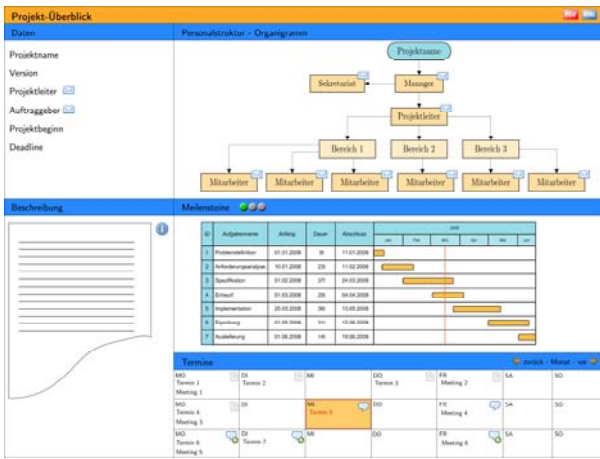 Projekt-Überblick
Daten
Projektname
Version
Projektleiter
Auftraggeber
Projektbeginn
Deadline
Personalstruktur - Organigramm
Projektname
Sekretariat
Manager
Projektleiter
Bereich 1
Bereich 2
Bereich 3
Mitarbeiter
Mitarbeiter
Mitarbeiter
Mitarbeiter
Mitarbeiter
Mitarbeiter
Beschreibung
Meilensteine
ID Aufgabenname Anfang Dauer Abschluss
1 Problemdefinition 01.01.2008 11.01.2008
2 Anforderungsanalyse 10.01.2008 11.02.2008
3 Spezifikation 01.02.2008 24.03.2008
4 Entwurf 01.03.2008 04.04.2008
5 Implementation 25.03.2008 13.05.2008
6
7 Auslieferung 01.06.2008
Termine
zurück - Monat - vor
MO DI MI DO FR SA SO
Termin 1 Termin 2 Termin 3 Meeting 2
Meeting 1
MO DI MI DO FR SA SO
Termin 4 Termin 5 Meeting 4
Meeting 3
MO DI MI DO FR SA SO
Termin 6 Termin 7 Meeting 6
Meeting 5